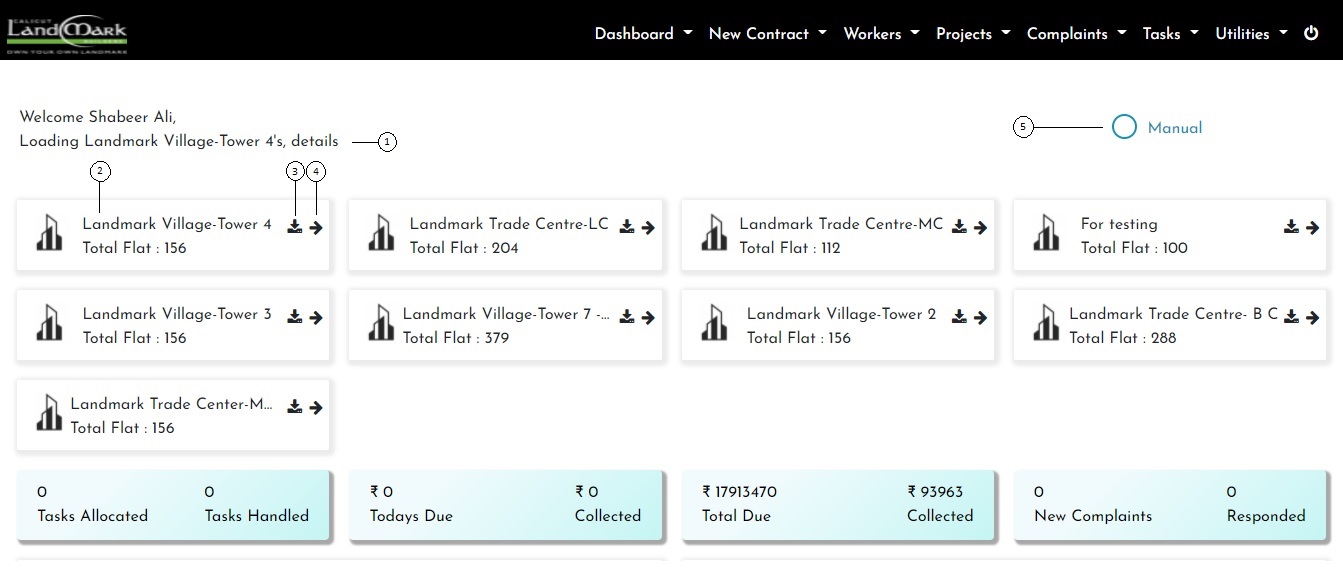 CALICUT
LandMark
BUILDERS
OWN YOUR OWN LANDMARK
Dashboard New Contract Workers Projects Complaints Tasks Utilities
Welcome Shabeer Ali,
Loading Landmark Village-Tower 4's, details
1
5
Manual
2
3
4
Landmark Village-Tower 4
Total Flat : 156
Landmark Trade Centre-LC
Total Flat : 204
Landmark Trade Centre-MC
Total Flat : 112
For testing
Total Flat : 100
Landmark Village-Tower 3
Total Flat : 156
Landmark Village-Tower 7 -...
Total Flat : 379
Landmark Village-Tower 2
Total Flat : 156
Landmark Trade Centre- B C
Total Flat : 288
Landmark Trade Center-M...
Total Flat : 156
0 0
Tasks Allocated Tasks Handled
₹ 0 ₹ 0
Todays Due Collected
₹ 17913470 ₹ 93963
Total Due Collected
0 0
New Complaints Responded